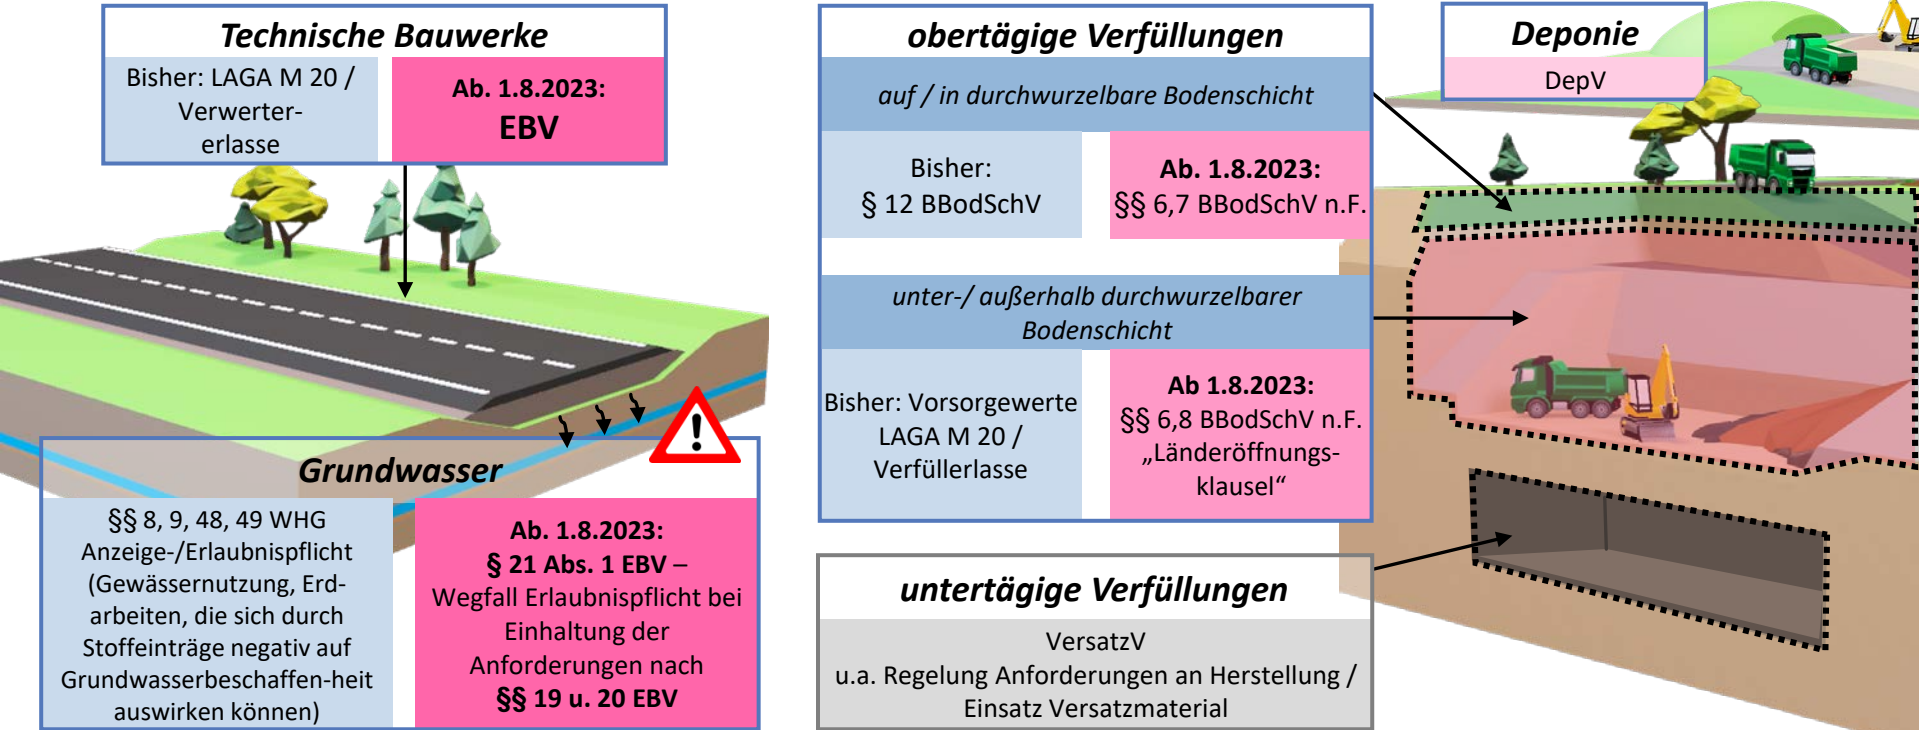 Technische Bauwerke
Bisher: LAGA M 20 /
Verwerter-
erlasse
Ab. 1.8.2023:
EBV
Grundwasser
§§ 8, 9, 48, 49 WHG
Anzeige-/Erlaubnispflicht
(Gewässernutzung, Erd-
arbeiten, die sich durch
Stoffeinträge negativ auf
Grundwasserbeschaffen-heit
auswirken können)
Ab. 1.8.2023:
§ 21 Abs. 1 EBV –
Wegfall Erlaubnispflicht bei
Einhaltung der
Anforderungen nach
§§ 19 u. 20 EBV
obertägige Verfüllungen
auf / in durchwurzelbare Bodenschicht
Bisher:
§ 12 BBodSchV
Ab. 1.8.2023:
§§ 6,7 BBodSchV n.F.
unter-/ außerhalb durchwurzelbarer
Bodenschicht
Bisher: Vorsorgewerte
LAGA M 20 /
Verfüllerlasse
Ab 1.8.2023:
§§ 6,8 BBodSchV n.F.
„Länderöffnungs-
klausel“
untertägige Verfüllungen
VersatzV
u.a. Regelung Anforderungen an Herstellung /
Einsatz Versatzmaterial
Deponie
DepV